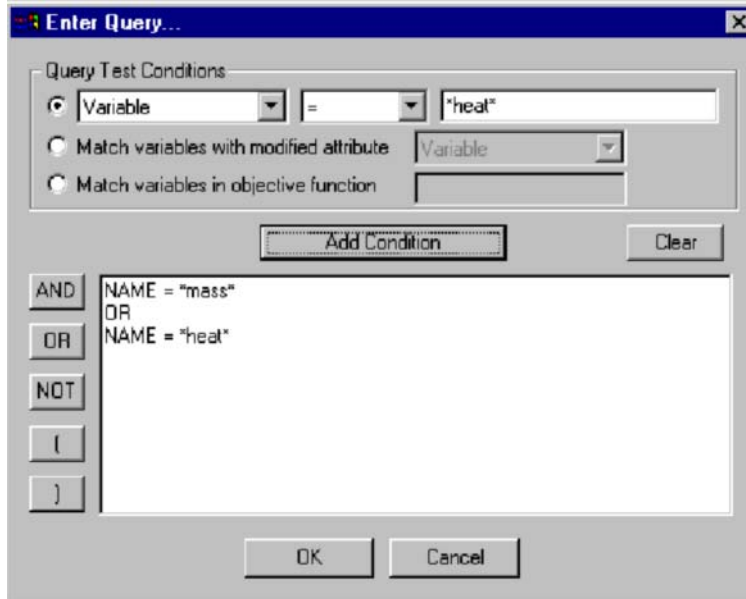 Enter Query...
Query Test Conditions
Variable = *heat*
Match variables with modified attribute Variable
Match variables in objective function
Add Condition Clear
AND
OR
NOT
(
)
NAME = *mass*
OR
NAME = *heat*
OK Cancel